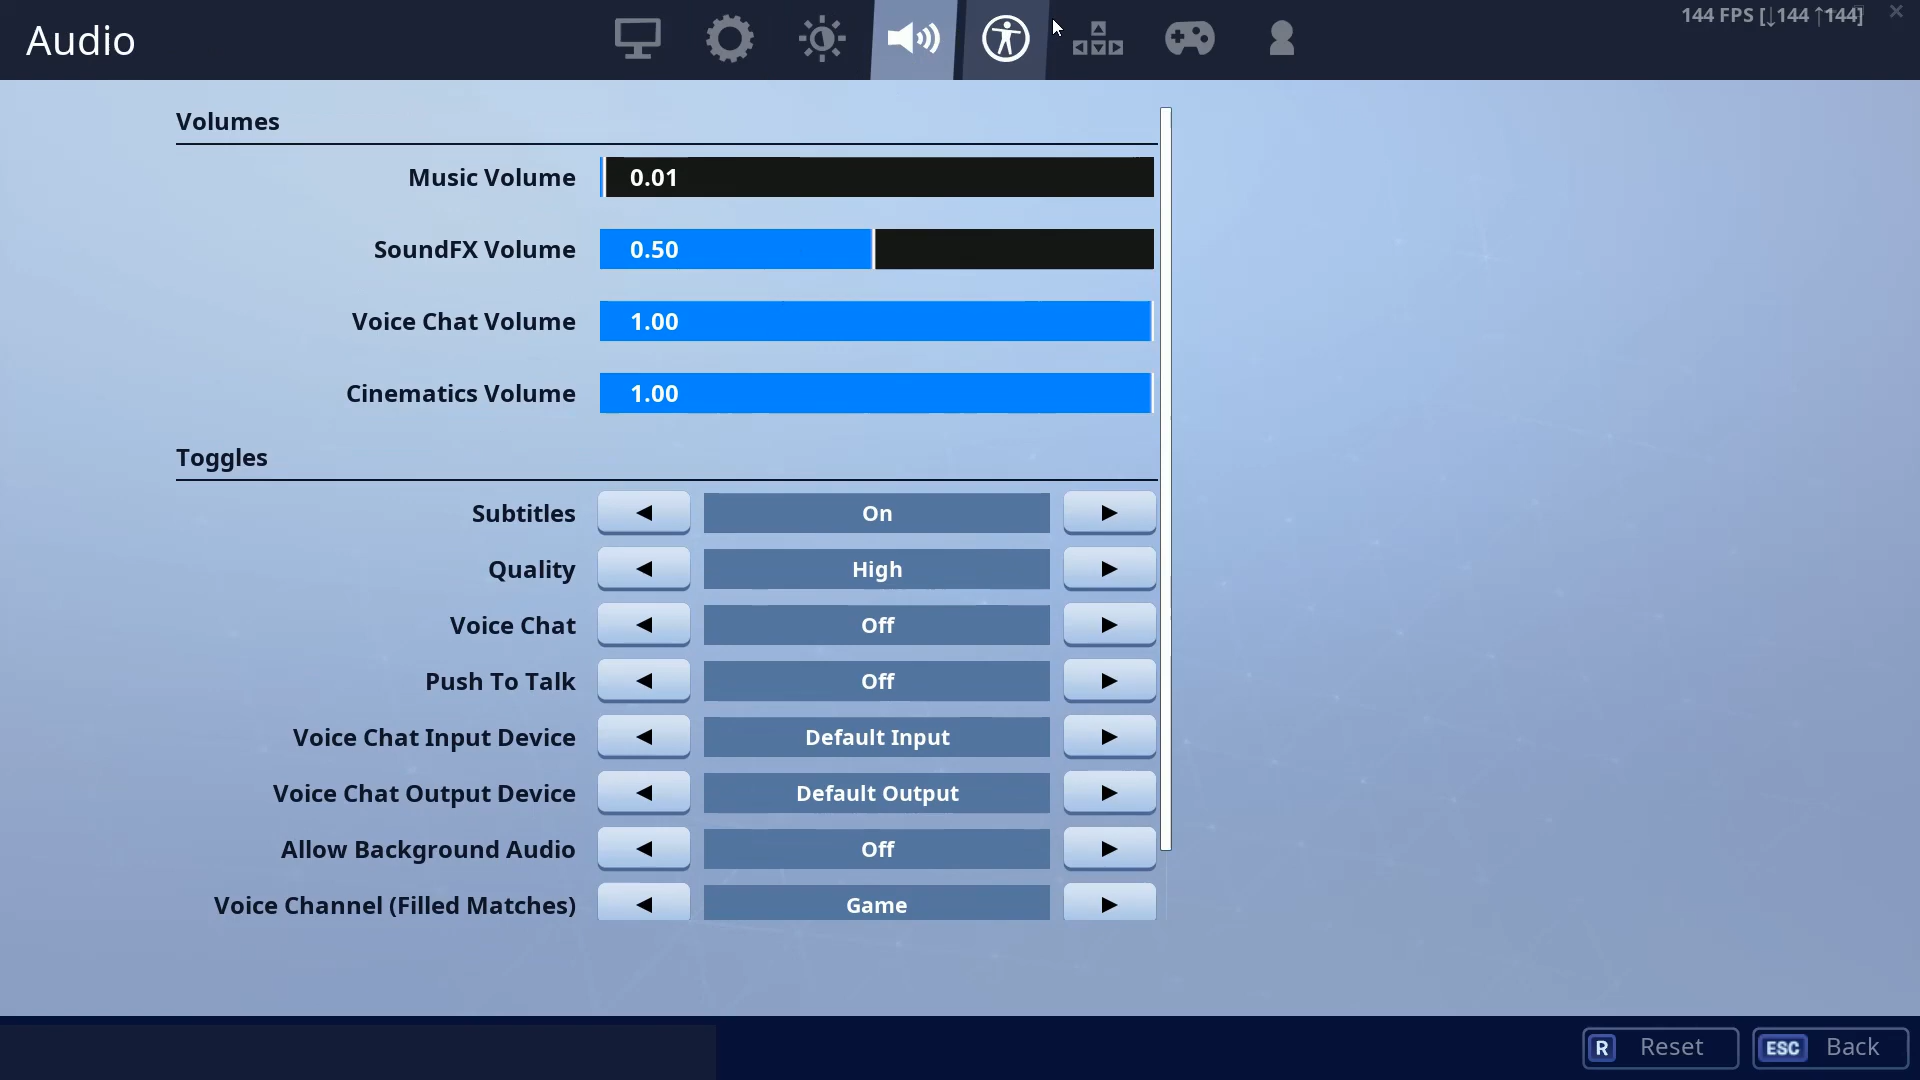 Audio
144 FPS [↓144 ↑144]
Volumes
Music Volume 0.01
SoundFX Volume 0.50
Voice Chat Volume 1.00
Cinematics Volume 1.00
Toggles
Subtitles On
Quality High
Voice Chat Off
Push To Talk Off
Voice Chat Input Device Default Input
Voice Chat Output Device Default Output
Allow Background Audio Off
Voice Channel (Filled Matches) Game
R Reset ESC Back